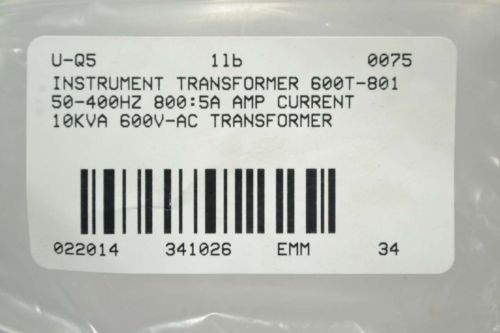 U-Q5 1lb 0075
INSTRUMENT TRANSFORMER 600T-801
50-400HZ 800:5A AMP CURRENT
10KVA 600V-AC TRANSFORMER
022014 341026 EMM 34